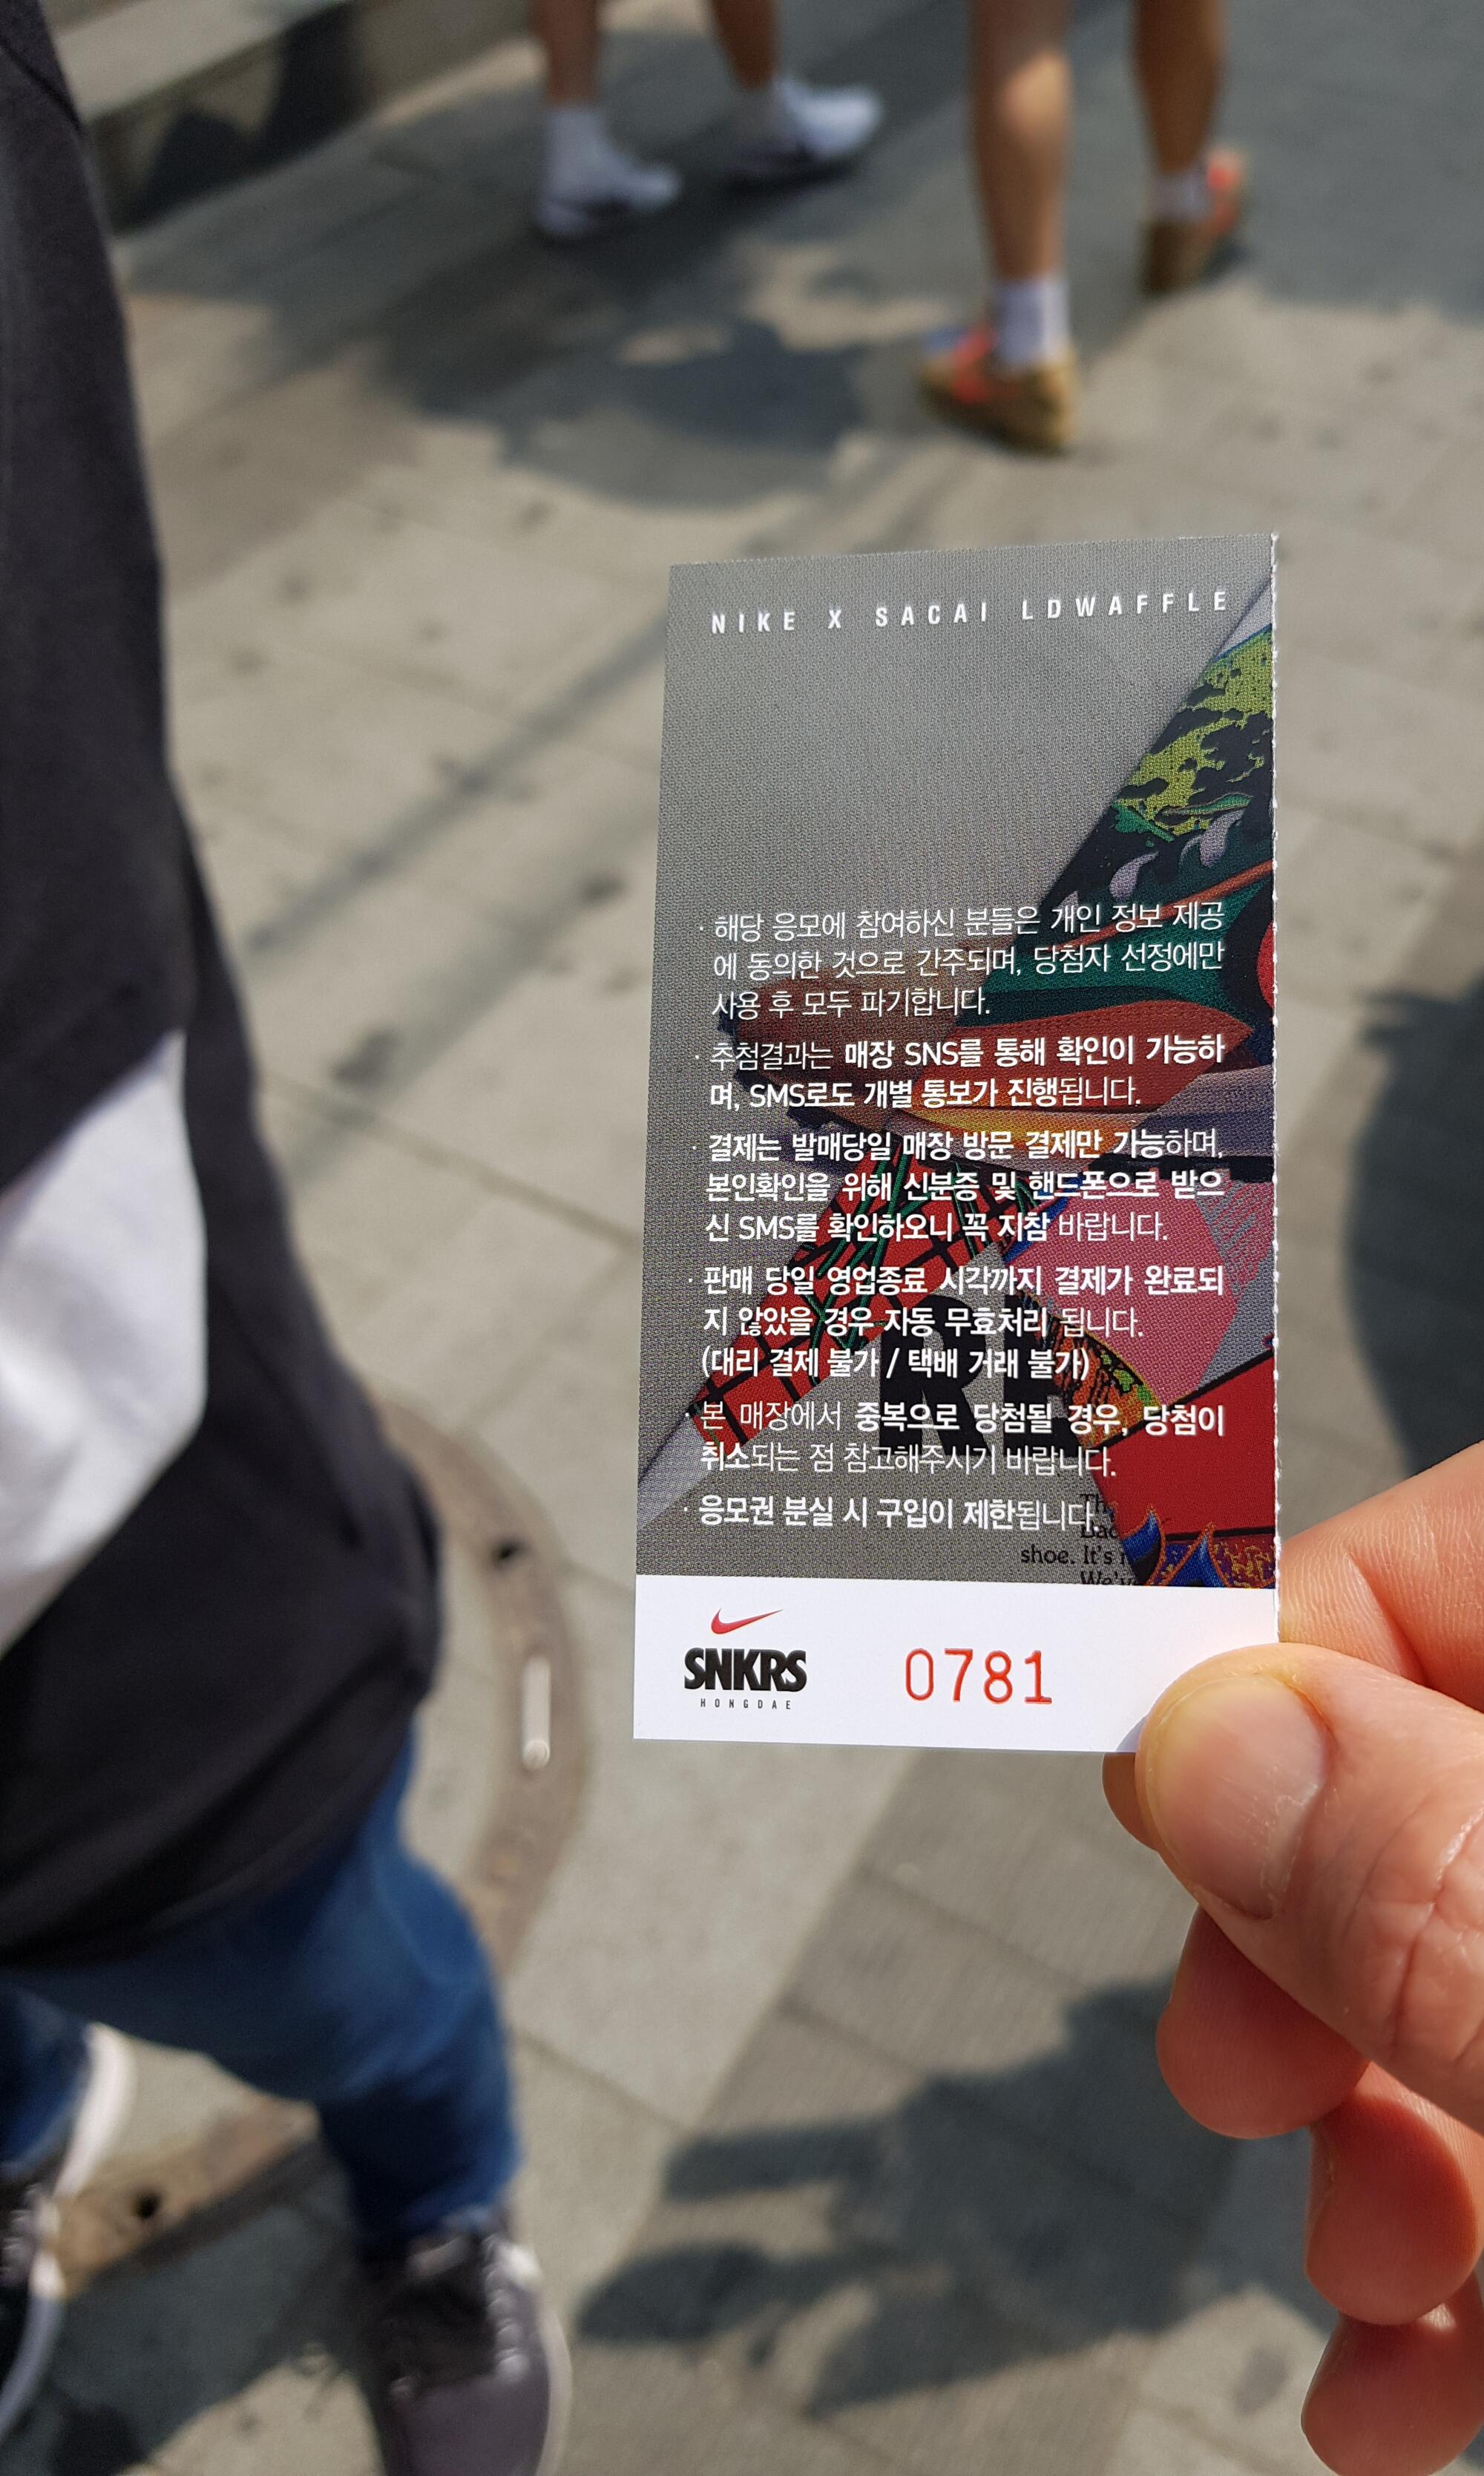 NIKE X SACAI LDWAFFLE
· 해당 응모에 참여하신 분들은 개인 정보 제공
에 동의한 것으로 간주되며, 당첨자 선정에만
사용 후 모두 파기합니다.
· 추첨결과는 매장 SNS를 통해 확인이 가능하
며, SMS로도 개별 통보가 진행됩니다.
· 결제는 발매당일 매장 방문 결제만 가능하며,
본인확인을 위해 신분증 및 핸드폰으로 받으
신 SMS를 확인하오니 꼭 지참 바랍니다.
· 판매 당일 영업종료 시각까지 결제가 완료되
지 않았을 경우 자동 무효처리 됩니다.
(대리 결제 불가 / 택배 거래 불가)
본 매장에서 중복으로 당첨될 경우, 당첨이
취소되는 점 참고해주시기 바랍니다.
· 응모권 분실 시 구입이 제한됩니다.
shoe. It's
SNKRS
HONGDAE
0781